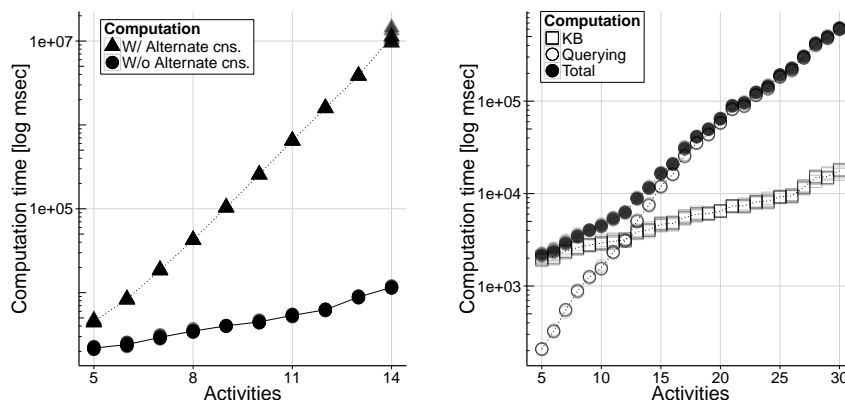 Computation
W/ Alternate cns.
W/o Alternate cns.
1e+07
1e+05
Computation time [log msec]
5
8
11
14
Activities
Computation
KB
Querying
Total
1e+05
1e+04
1e+03
Computation time [log msec]
5
10
15
20
25
30
Activities